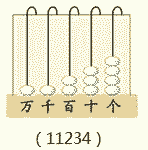 万 千 百 十 个
（11234）